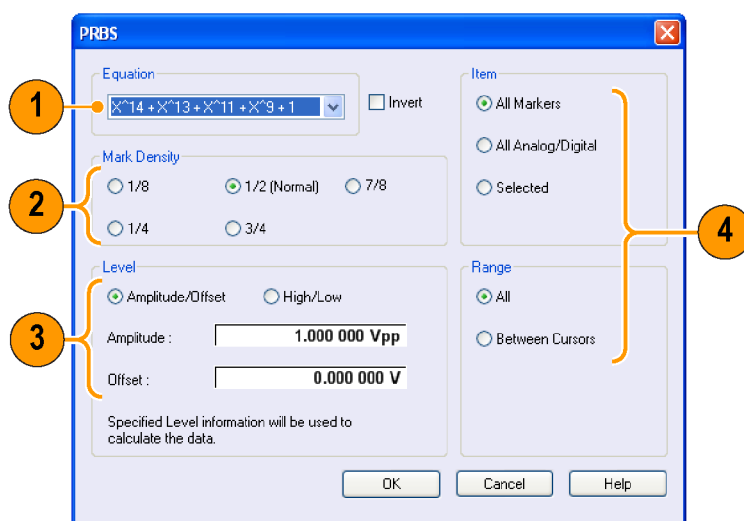 PRBS
Equation
X^14 + X^13 + X^11 + X^9 + 1
Invert
Mark Density
1/8
1/2 (Normal)
7/8
1/4
3/4
Level
Amplitude/Offset
High/Low
Amplitude :
1.000 000 Vpp
Offset :
0.000 000 V
Specified Level information will be used to
calculate the data.
Item
All Markers
All Analog/Digital
Selected
Range
All
Between Cursors
OK
Cancel
Help
1
2
3
4